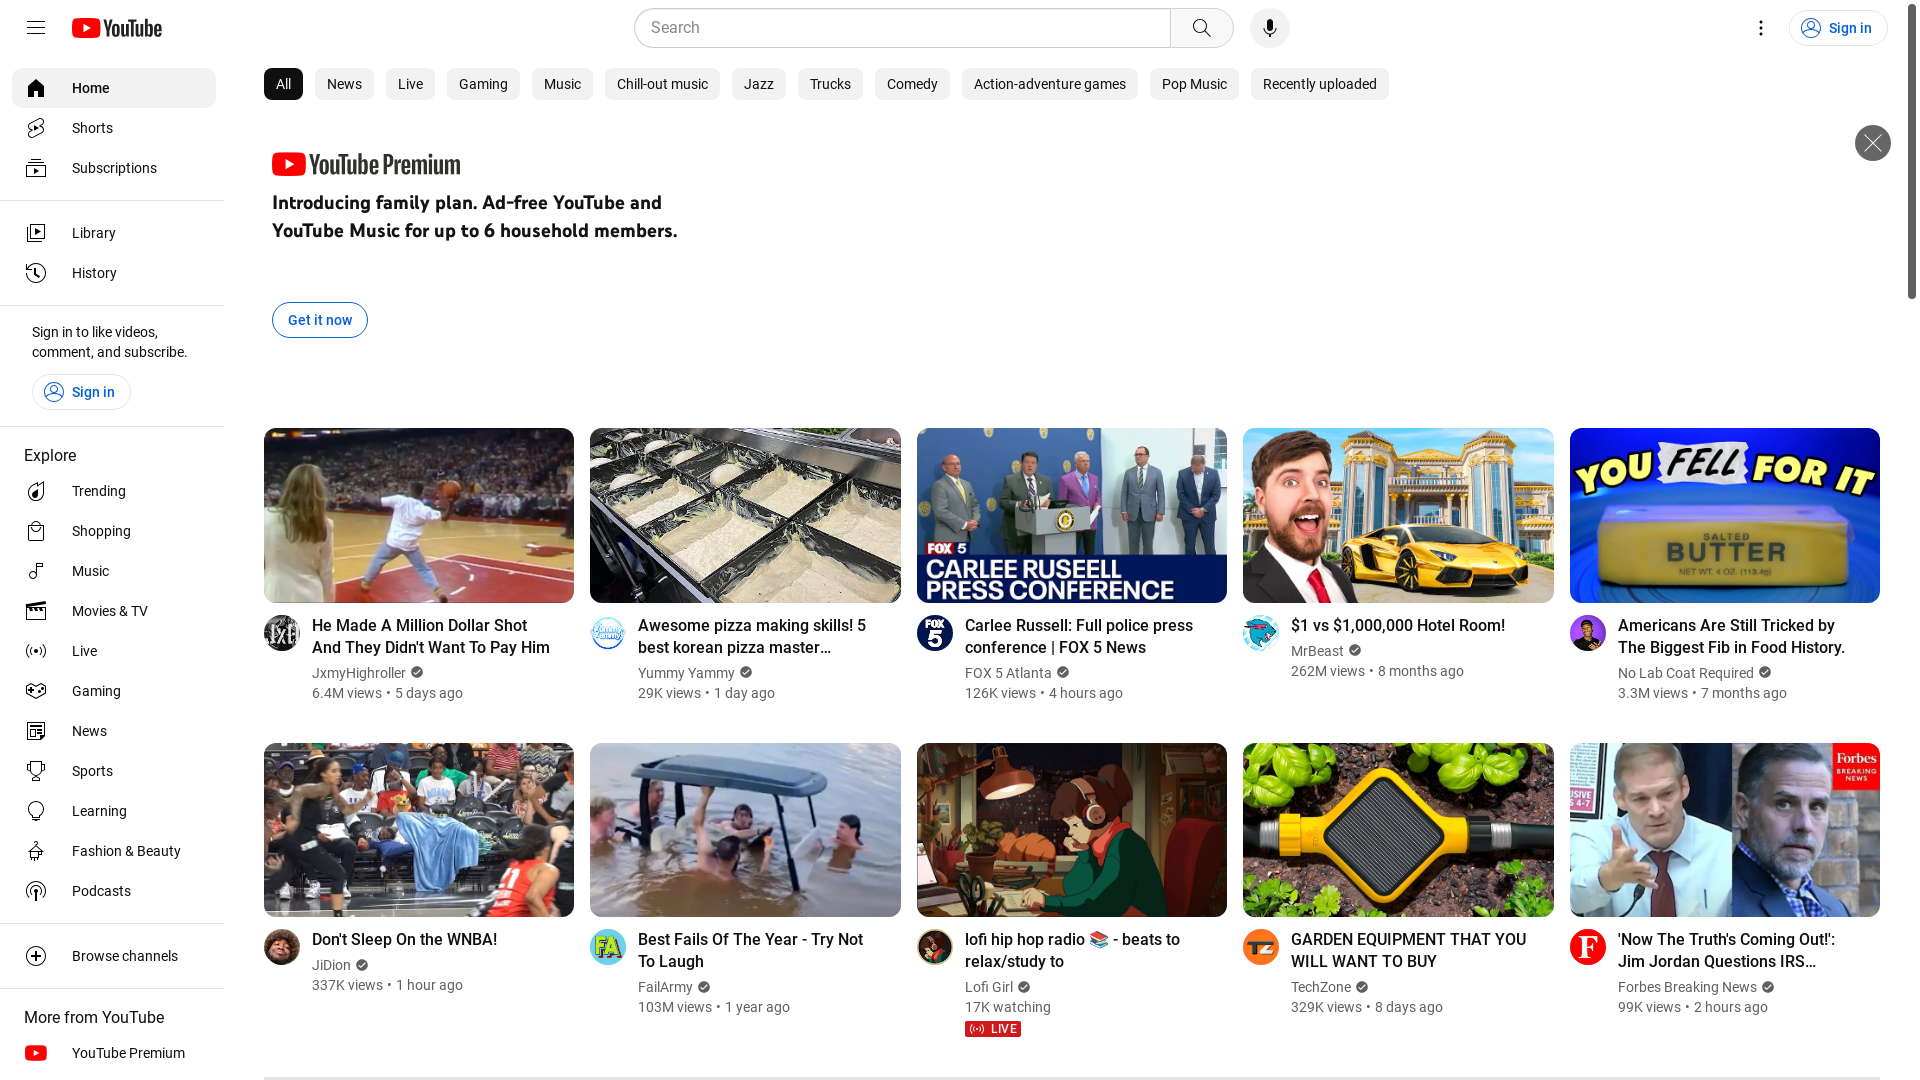 YouTube
Search
Sign in
Home
Shorts
Subscriptions
Library
History
Sign in to like videos,
comment, and subscribe.
Sign in
Explore
Trending
Shopping
Music
Movies & TV
Live
Gaming
News
Sports
Learning
Fashion & Beauty
Podcasts
Browse channels
More from YouTube
YouTube Premium
All
News
Live
Gaming
Music
Chill-out music
Jazz
Trucks
Comedy
Action-adventure games
Pop Music
Recently uploaded
YouTube Premium
Introducing family plan. Ad-free YouTube and
YouTube Music for up to 6 household members.
Get it now
He Made A Million Dollar Shot
And They Didn't Want To Pay Him
JxmyHighroller
6.4M views • 5 days ago
Awesome pizza making skills! 5
best korean pizza master…
Yummy Yammy
29K views • 1 day ago
FOX 5
CARLEE RUSEELL
PRESS CONFERENCE
FOX
5
Carlee Russell: Full police press
conference | FOX 5 News
FOX 5 Atlanta
126K views • 4 hours ago
$1 vs $1,000,000 Hotel Room!
MrBeast
262M views • 8 months ago
YOU FELL FOR IT
SALTED
BUTTER
NET WT. 4 OZ. (113.4g)
Americans Are Still Tricked by
The Biggest Fib in Food History.
No Lab Coat Required
3.3M views • 7 months ago
21
Don't Sleep On the WNBA!
JiDion
337K views • 1 hour ago
FA
Best Fails Of The Year - Try Not
To Laugh
FailArmy
103M views • 1 year ago
lofi hip hop radio 📚 - beats to
relax/study to
Lofi Girl
17K watching
LIVE
TZ
GARDEN EQUIPMENT THAT YOU
WILL WANT TO BUY
TechZone
329K views • 8 days ago
Forbes
BREAKING
NEWS
F
'Now The Truth's Coming Out!':
Jim Jordan Questions IRS…
Forbes Breaking News
99K views • 2 hours ago